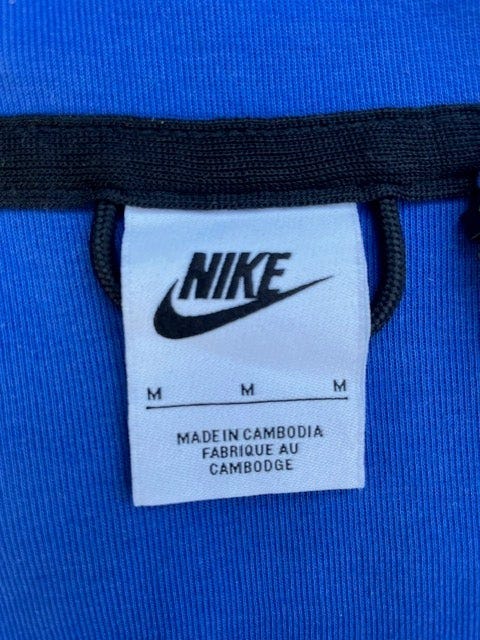 NIKE
M M M
MADE IN CAMBODIA
FABRIQUE AU
CAMBODGE